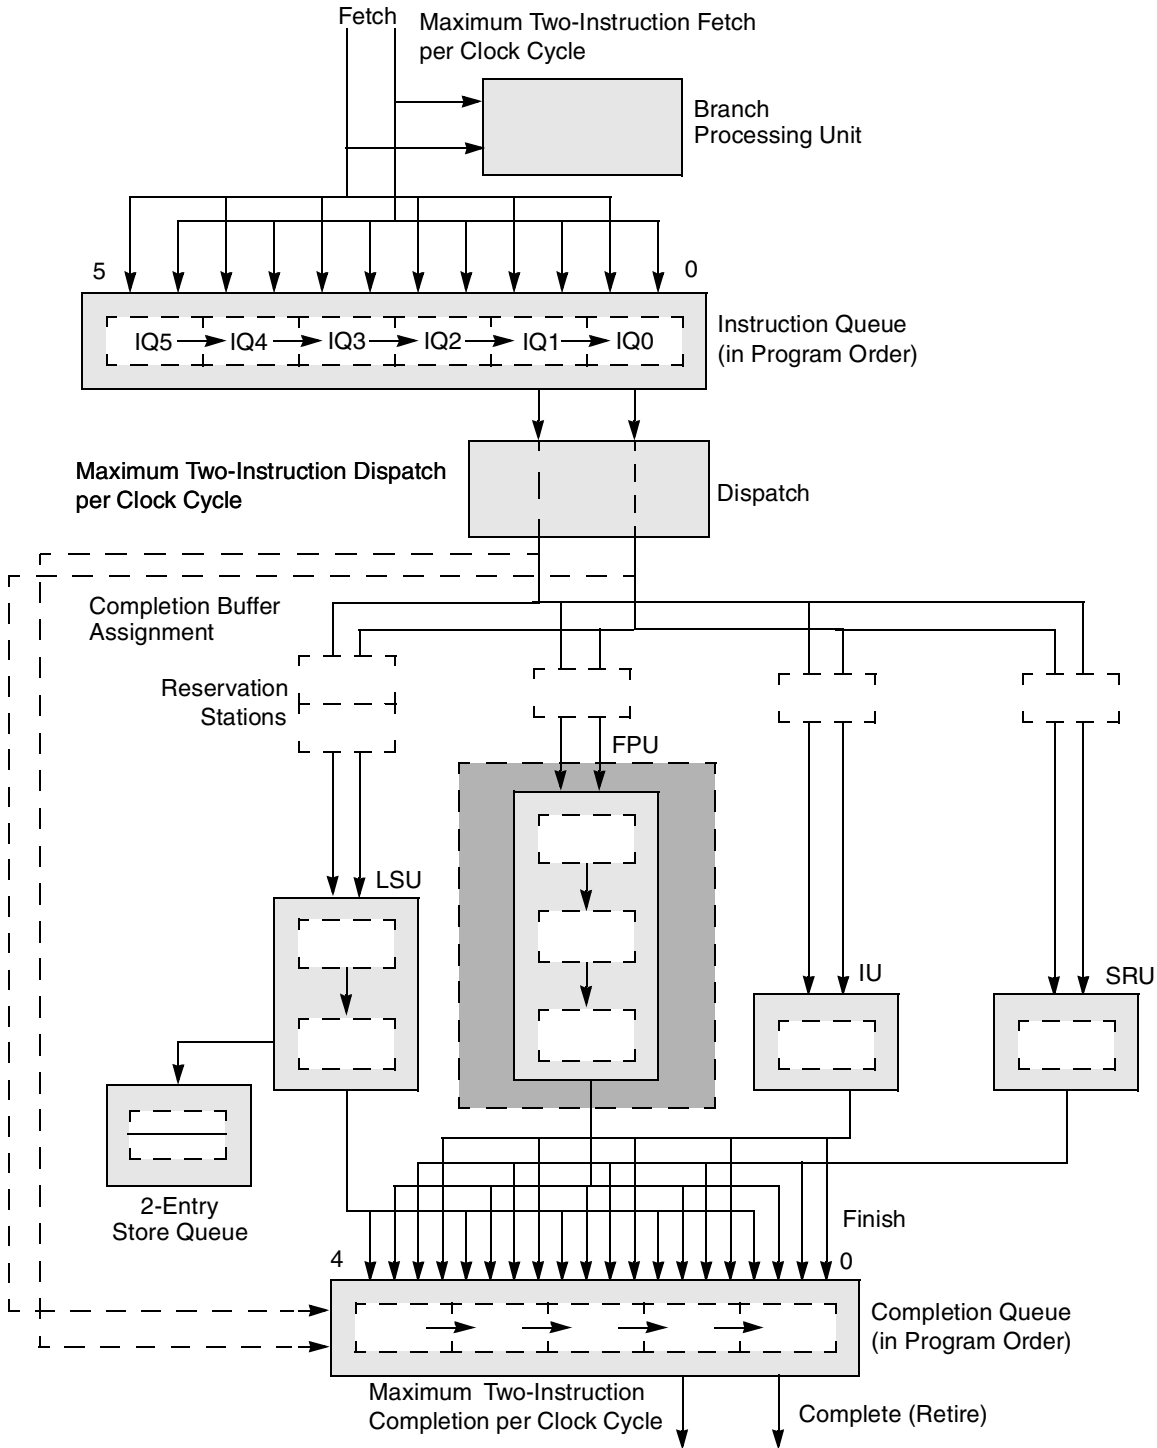 Fetch
Maximum Two-Instruction Fetch
per Clock Cycle
Branch
Processing Unit
5
0
IQ5 IQ4 IQ3 IQ2 IQ1 IQ0
Instruction Queue
(in Program Order)
Maximum Two-Instruction Dispatch
per Clock Cycle
Dispatch
Completion Buffer
Assignment
Reservation
Stations
FPU
LSU
IU
SRU
2-Entry
Store Queue
Finish
4
0
Completion Queue
(in Program Order)
Maximum Two-Instruction
Completion per Clock Cycle
Complete (Retire)